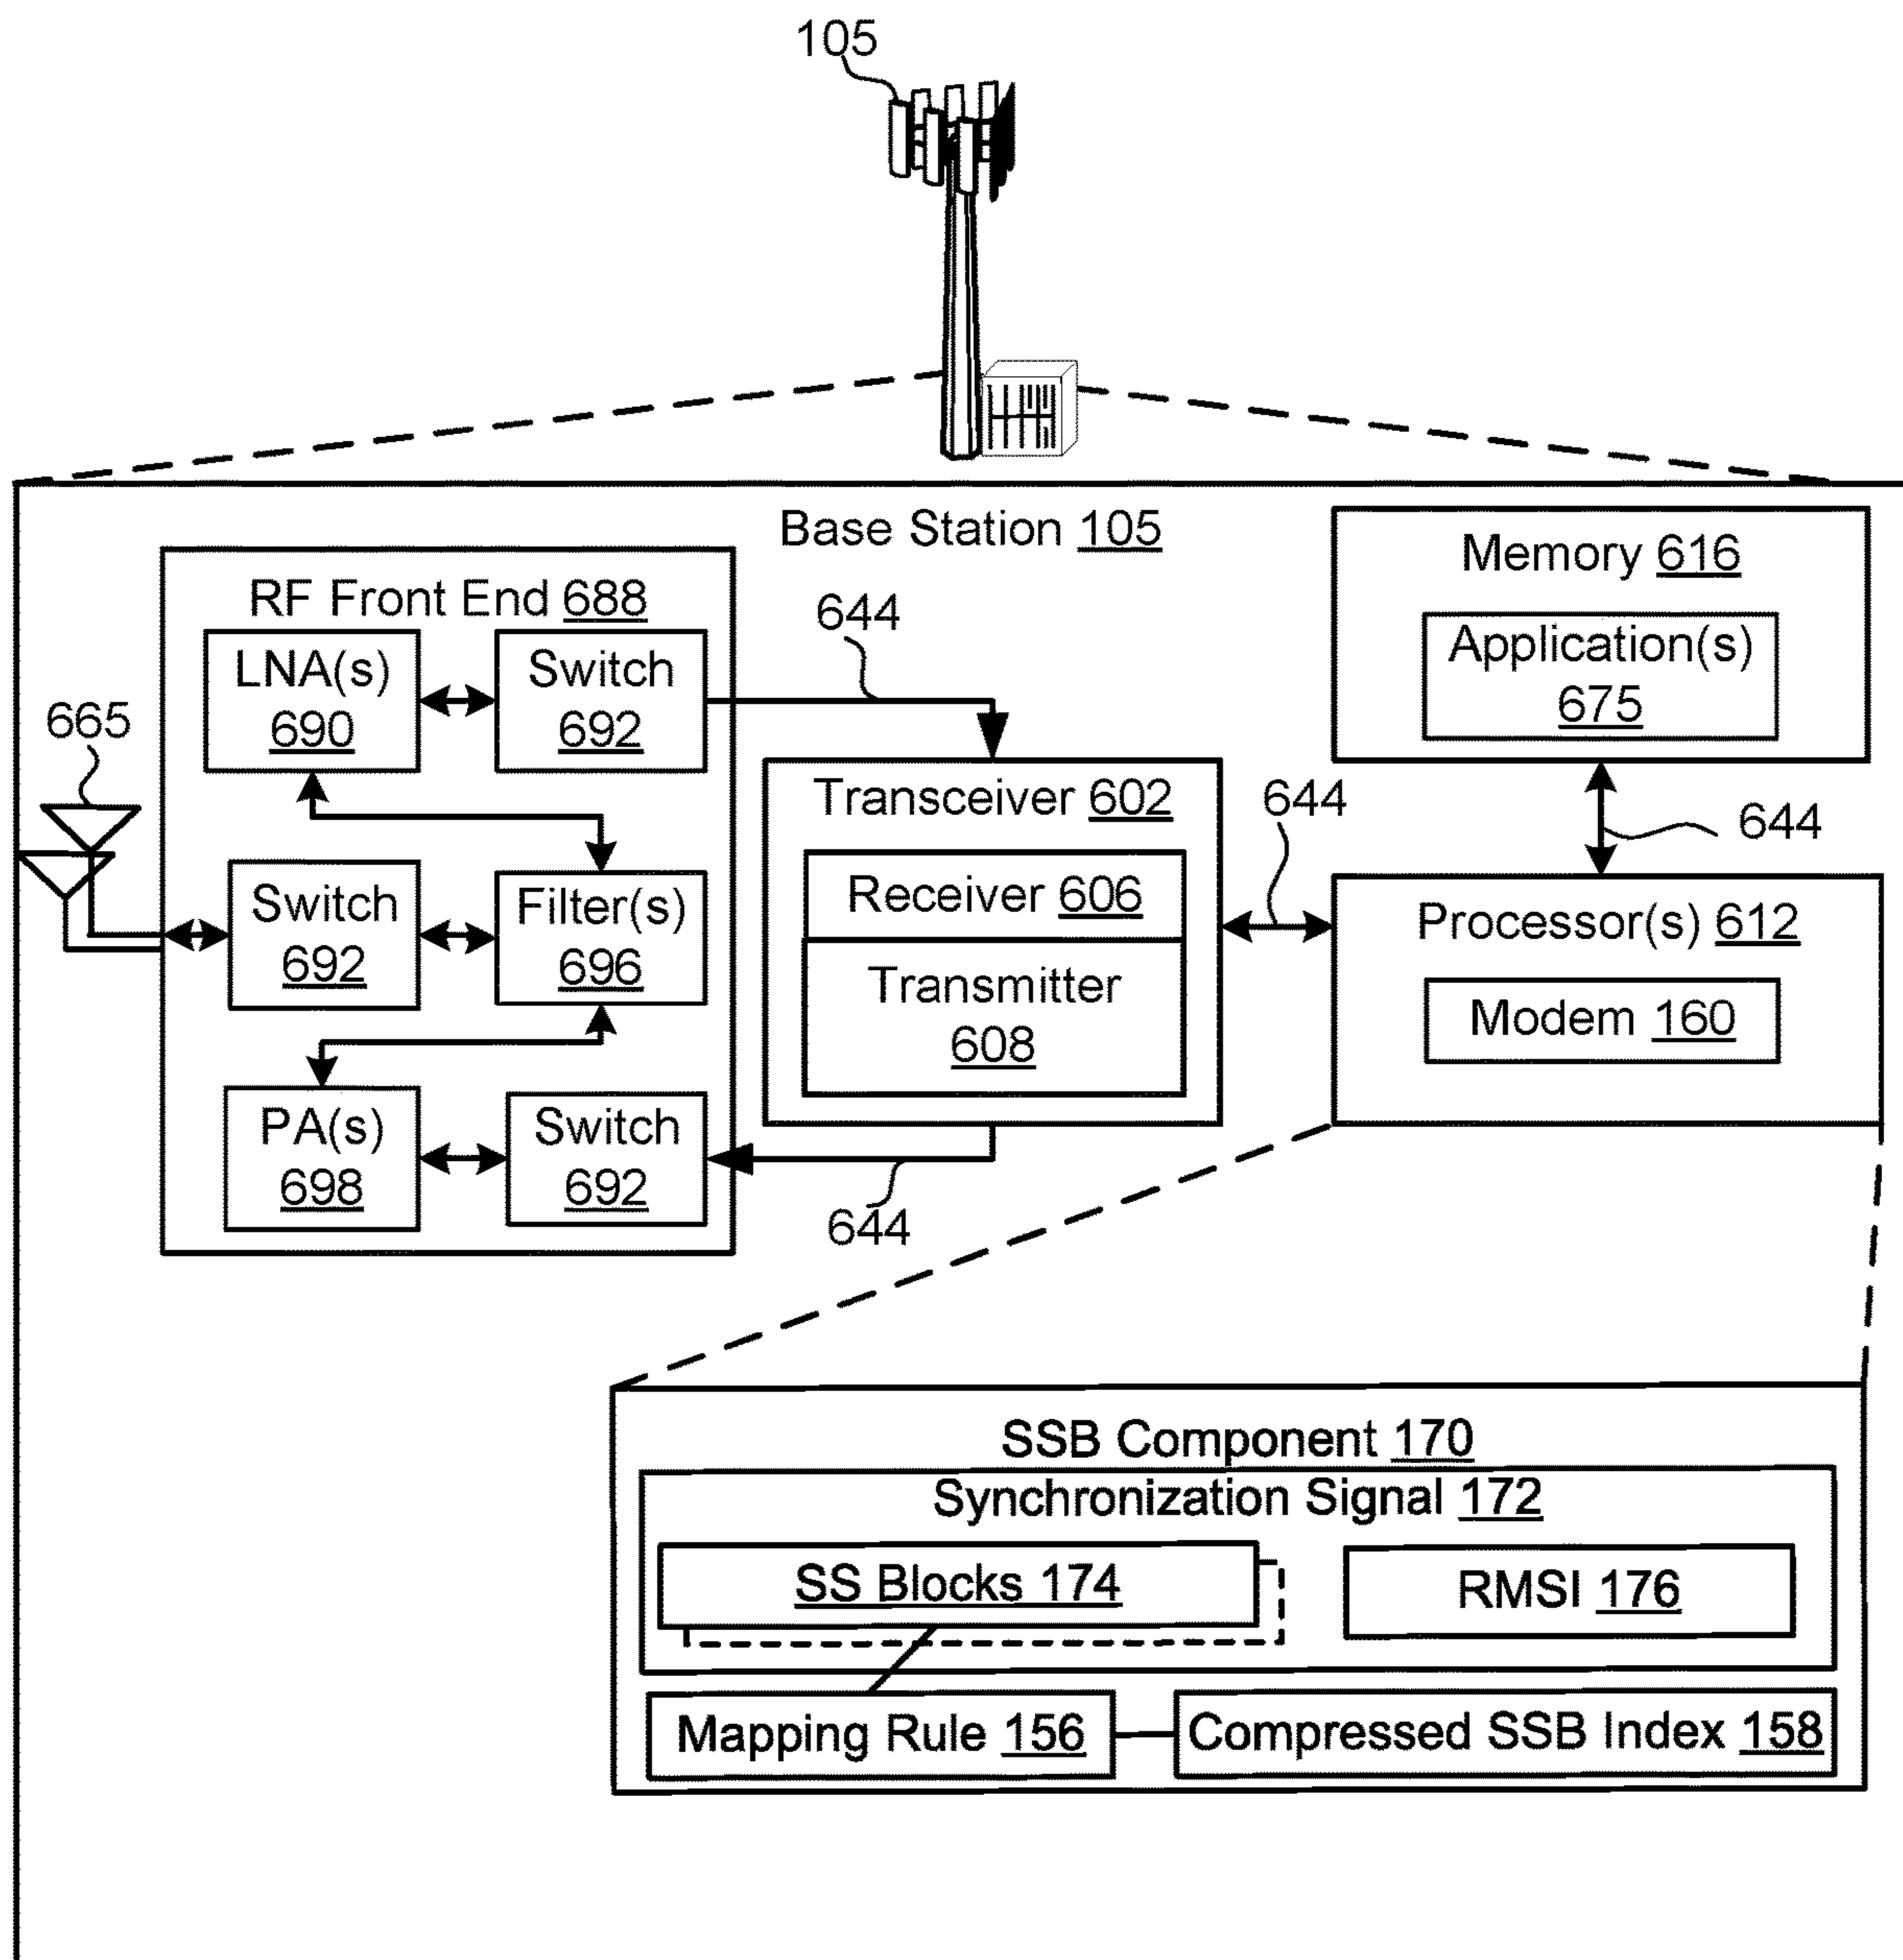 105
Base Station 105
RF Front End 688
LNA(s)
690
Switch
692
644
665
Switch
692
Filter(s)
696
PA(s)
698
Switch
692
644
Transceiver 602
Receiver 606
Transmitter
608
644
Memory 616
Application(s)
675
644
Processor(s) 612
Modem 160
SSB Component 170
Synchronization Signal 172
SS Blocks 174
RMSI 176
Mapping Rule 156
Compressed SSB Index 158